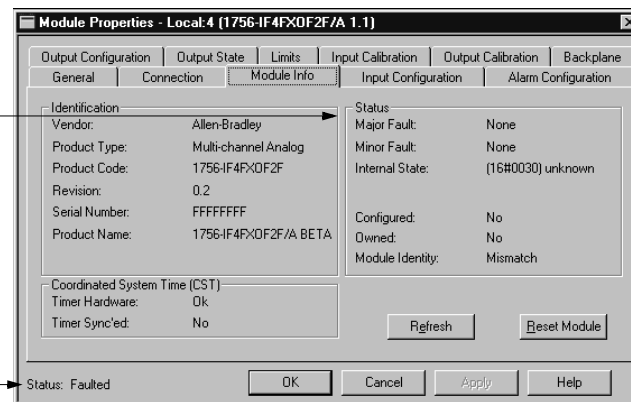 Module Properties - Local:4 (1756-IF4FXOF2F/A 1.1)
Output Configuration Output State Limits Input Calibration Output Calibration Backplane
General Connection Module Info Input Configuration Alarm Configuration
Identification
Vendor: Allen-Bradley
Product Type: Multi-channel Analog
Product Code: 1756-IF4FXOF2F
Revision: 0.2
Serial Number: FFFFFFFF
Product Name: 1756-IF4FXOF2F/A BETA
Status
Major Fault: None
Minor Fault: None
Internal State: (16#0030) unknown
Configured: No
Owned: No
Module Identity: Mismatch
Coordinated System Time (CST)
Timer Hardware: Ok
Timer Sync'ed: No
Refresh Reset Module
Status: Faulted
OK Cancel Apply Help